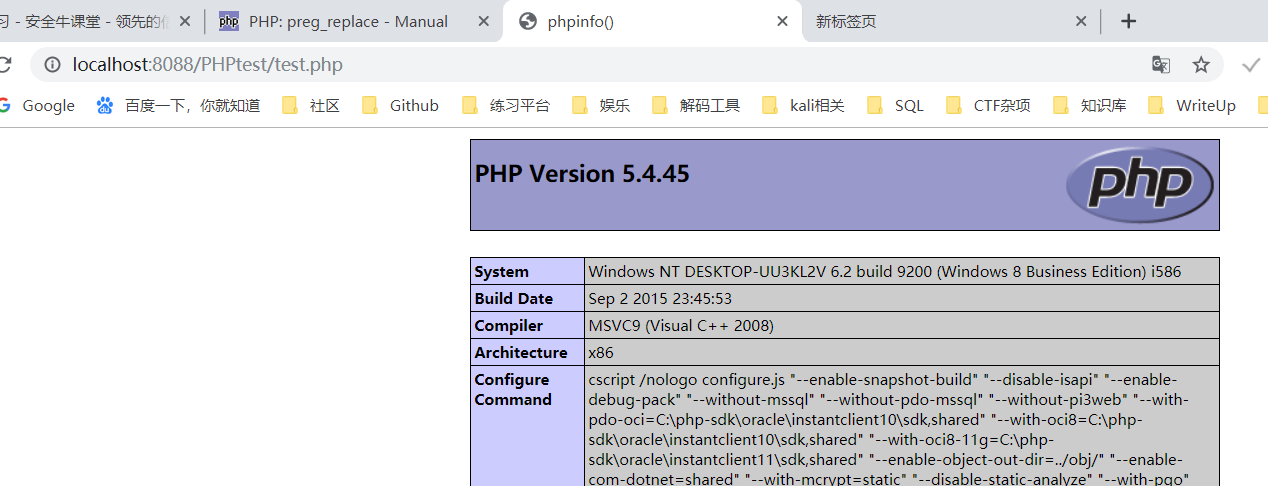 习 - 安全牛课堂 - 领先的信
php PHP: preg_replace - Manual
phpinfo()
新标签页
localhost:8088/PHPtest/test.php
Google
百度一下，你就知道
社区
Github
练习平台
娱乐
解码工具
kali相关
SQL
CTF杂项
知识库
WriteUp
PHP Version 5.4.45
php
System Windows NT DESKTOP-UU3KL2V 6.2 build 9200 (Windows 8 Business Edition) i586
Build Date Sep 2 2015 23:45:53
Compiler MSVC9 (Visual C++ 2008)
Architecture x86
Configure Command cscript /nologo configure.js "--enable-snapshot-build" "--disable-isapi" "--enable-
debug-pack" "--without-mssql" "--without-pdo-mssql" "--without-pi3web" "--with-
pdo-oci=C:\php-sdk\oracle\instantclient10\sdk,shared" "--with-oci8=C:\php-
sdk\oracle\instantclient10\sdk,shared" "--with-oci8-11g=C:\php-
sdk\oracle\instantclient11\sdk,shared" "--enable-object-out-dir=../obj/" "--enable-
com-dotnet=shared" "--with-mcrypt=static" "--disable-static-analyze" "--with-pgo"